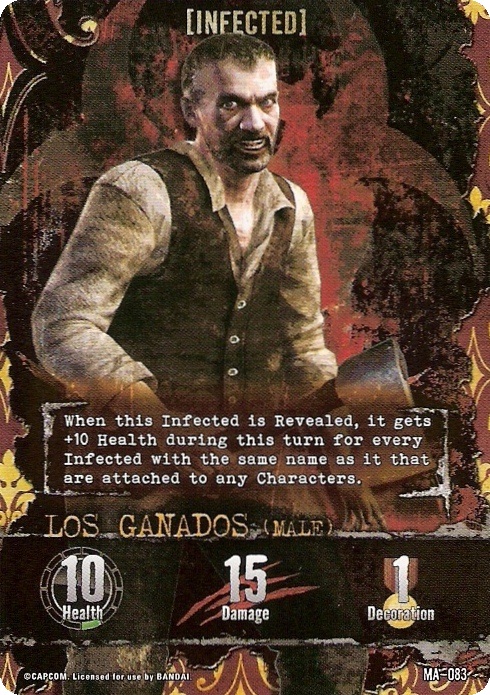 [INFECTED]
When this Infected is Revealed, it gets
+10 Health during this turn for every
Infected with the same name as it that
are attached to any Characters.
LOS GANADOS (MALE)
10
Health
15
Damage
1
Decoration
©CAPCOM. Licensed for use by BANDAI.
MA-083